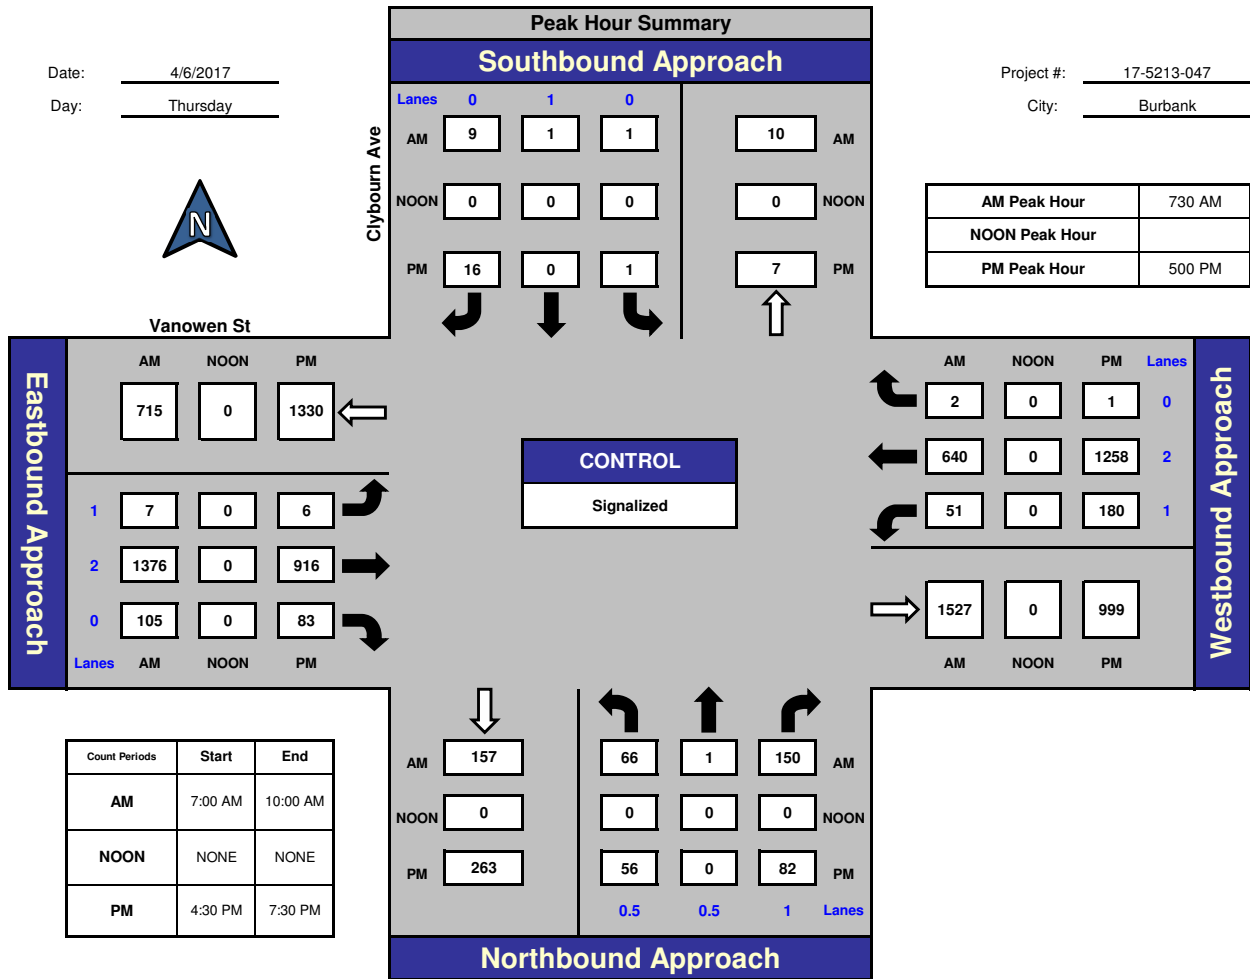 Peak Hour Summary
Southbound Approach
Date: 4/6/2017
Day: Thursday
Project #: 17-5213-047
City: Burbank
N
Clybourn Ave
Lanes 0 1 0
AM 9 1 1 10 AM
NOON 0 0 0 0 NOON
PM 16 0 1 7 PM
AM Peak Hour 730 AM
NOON Peak Hour
PM Peak Hour 500 PM
Vanowen St
Eastbound Approach
AM NOON PM
715 0 1330
1 7 0 6
2 1376 0 916
0 105 0 83
Lanes AM NOON PM
CONTROL
Signalized
AM NOON PM Lanes
2 0 1 0
640 0 1258 2
51 0 180 1
1527 0 999
AM NOON PM
Westbound Approach
Count Periods Start End
AM 7:00 AM 10:00 AM
NOON NONE NONE
PM 4:30 PM 7:30 PM
AM 157 66 1 150 AM
NOON 0 0 0 0 NOON
PM 263 56 0 82 PM
0.5 0.5 1 Lanes
Northbound Approach